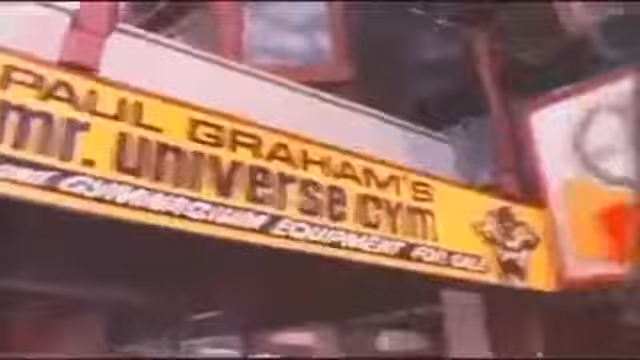 PAUL GRAHAM'S
mr. universe GYM
GYMNASIUM EQUIPMENT FOR SALE